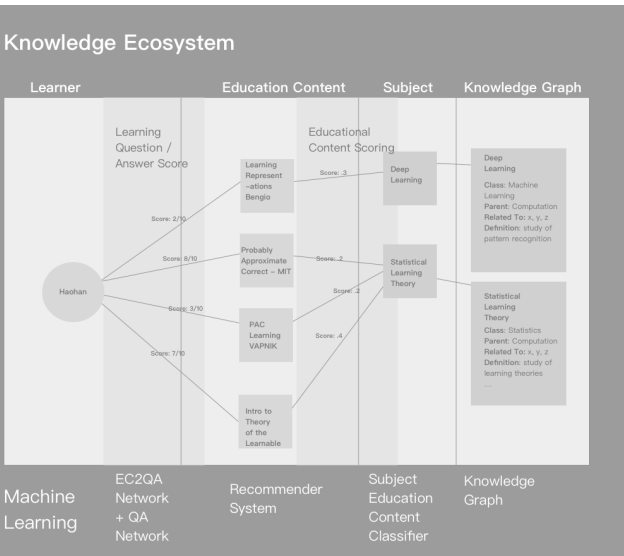 Knowledge Ecosystem
Learner
Education Content
Subject
Knowledge Graph
Learning
Question /
Answer Score
Educational
Content Scoring
Haohan
Score: 2/10
Score: 8/10
Score: 3/10
Score: 7/10
Learning
Represent
-ations
Bengio
Probably
Approximate
Correct - MIT
PAC
Learning
VAPNIK
Intro to
Theory
of the
Learnable
Score: .3
Score: .2
Score: .2
Score: .4
Deep
Learning
Statistical
Learning
Theory
Deep
Learning
Class: Machine
Learning
Parent: Computation
Related To: x, y, z
Definition: study of
pattern recognition
Statistical
Learning
Theory
Class: Statistics
Parent: Computation
Related To: x, y, z
Definition: study of
learning theories
....
Machine
Learning
EC2QA
Network
+ QA
Network
Recommender
System
Subject
Education
Content
Classifier
Knowledge
Graph